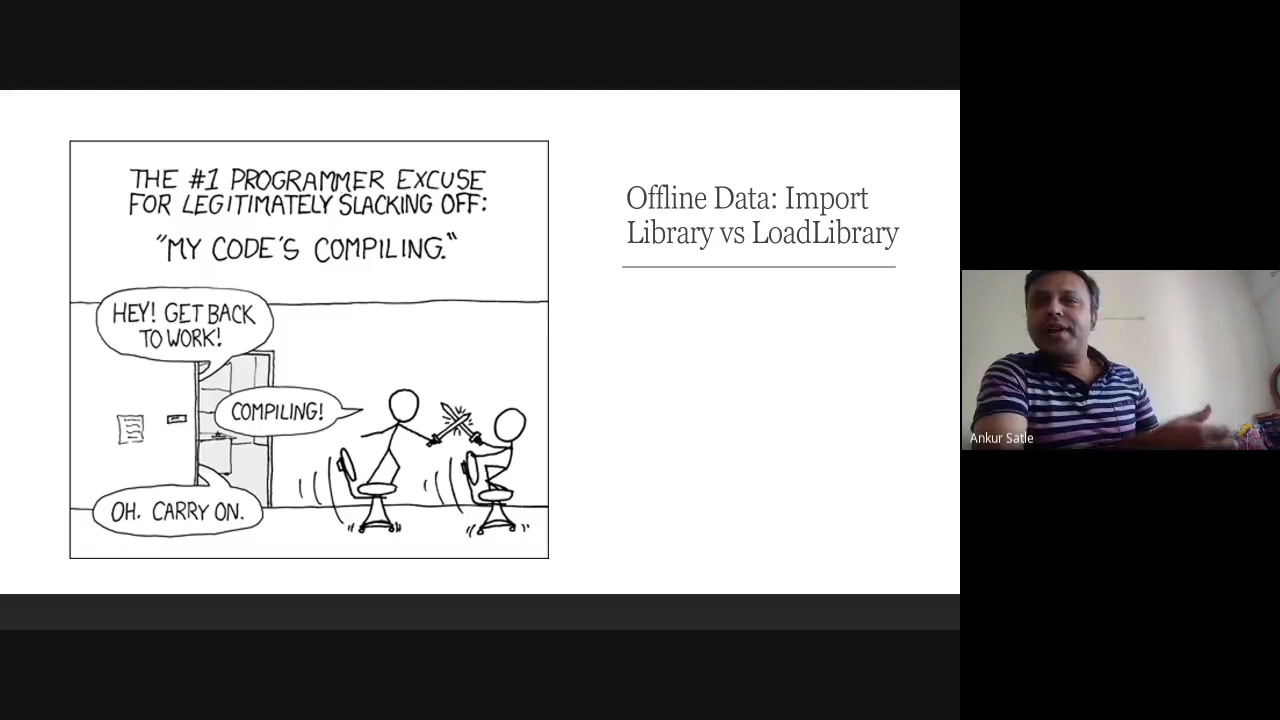 THE #1 PROGRAMMER EXCUSE
FOR LEGITIMATELY SLACKING OFF:
"MY CODE'S COMPILING."
HEY! GET BACK
TO WORK!
COMPILING!
OH. CARRY ON.
Offline Data: Import
Library vs LoadLibrary
Ankur Satle